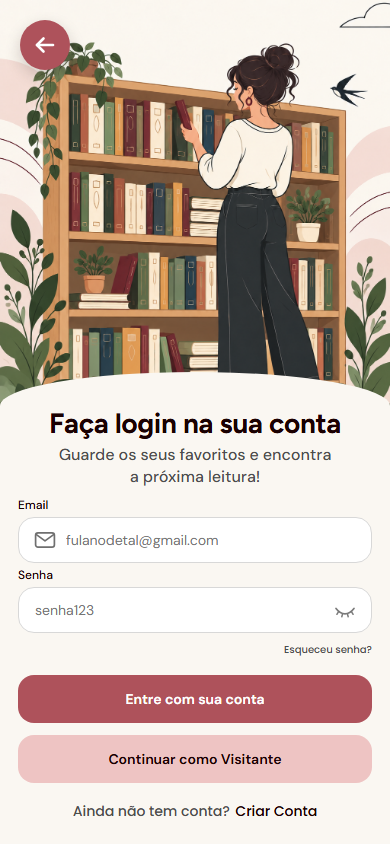 Faça login na sua conta
Guarde os seus favoritos e encontra
a próxima leitura!
Email
fulanodetal@gmail.com
Senha
senha123
Esqueceu senha?
Entre com sua conta
Continuar como Visitante
Ainda não tem conta? Criar Conta